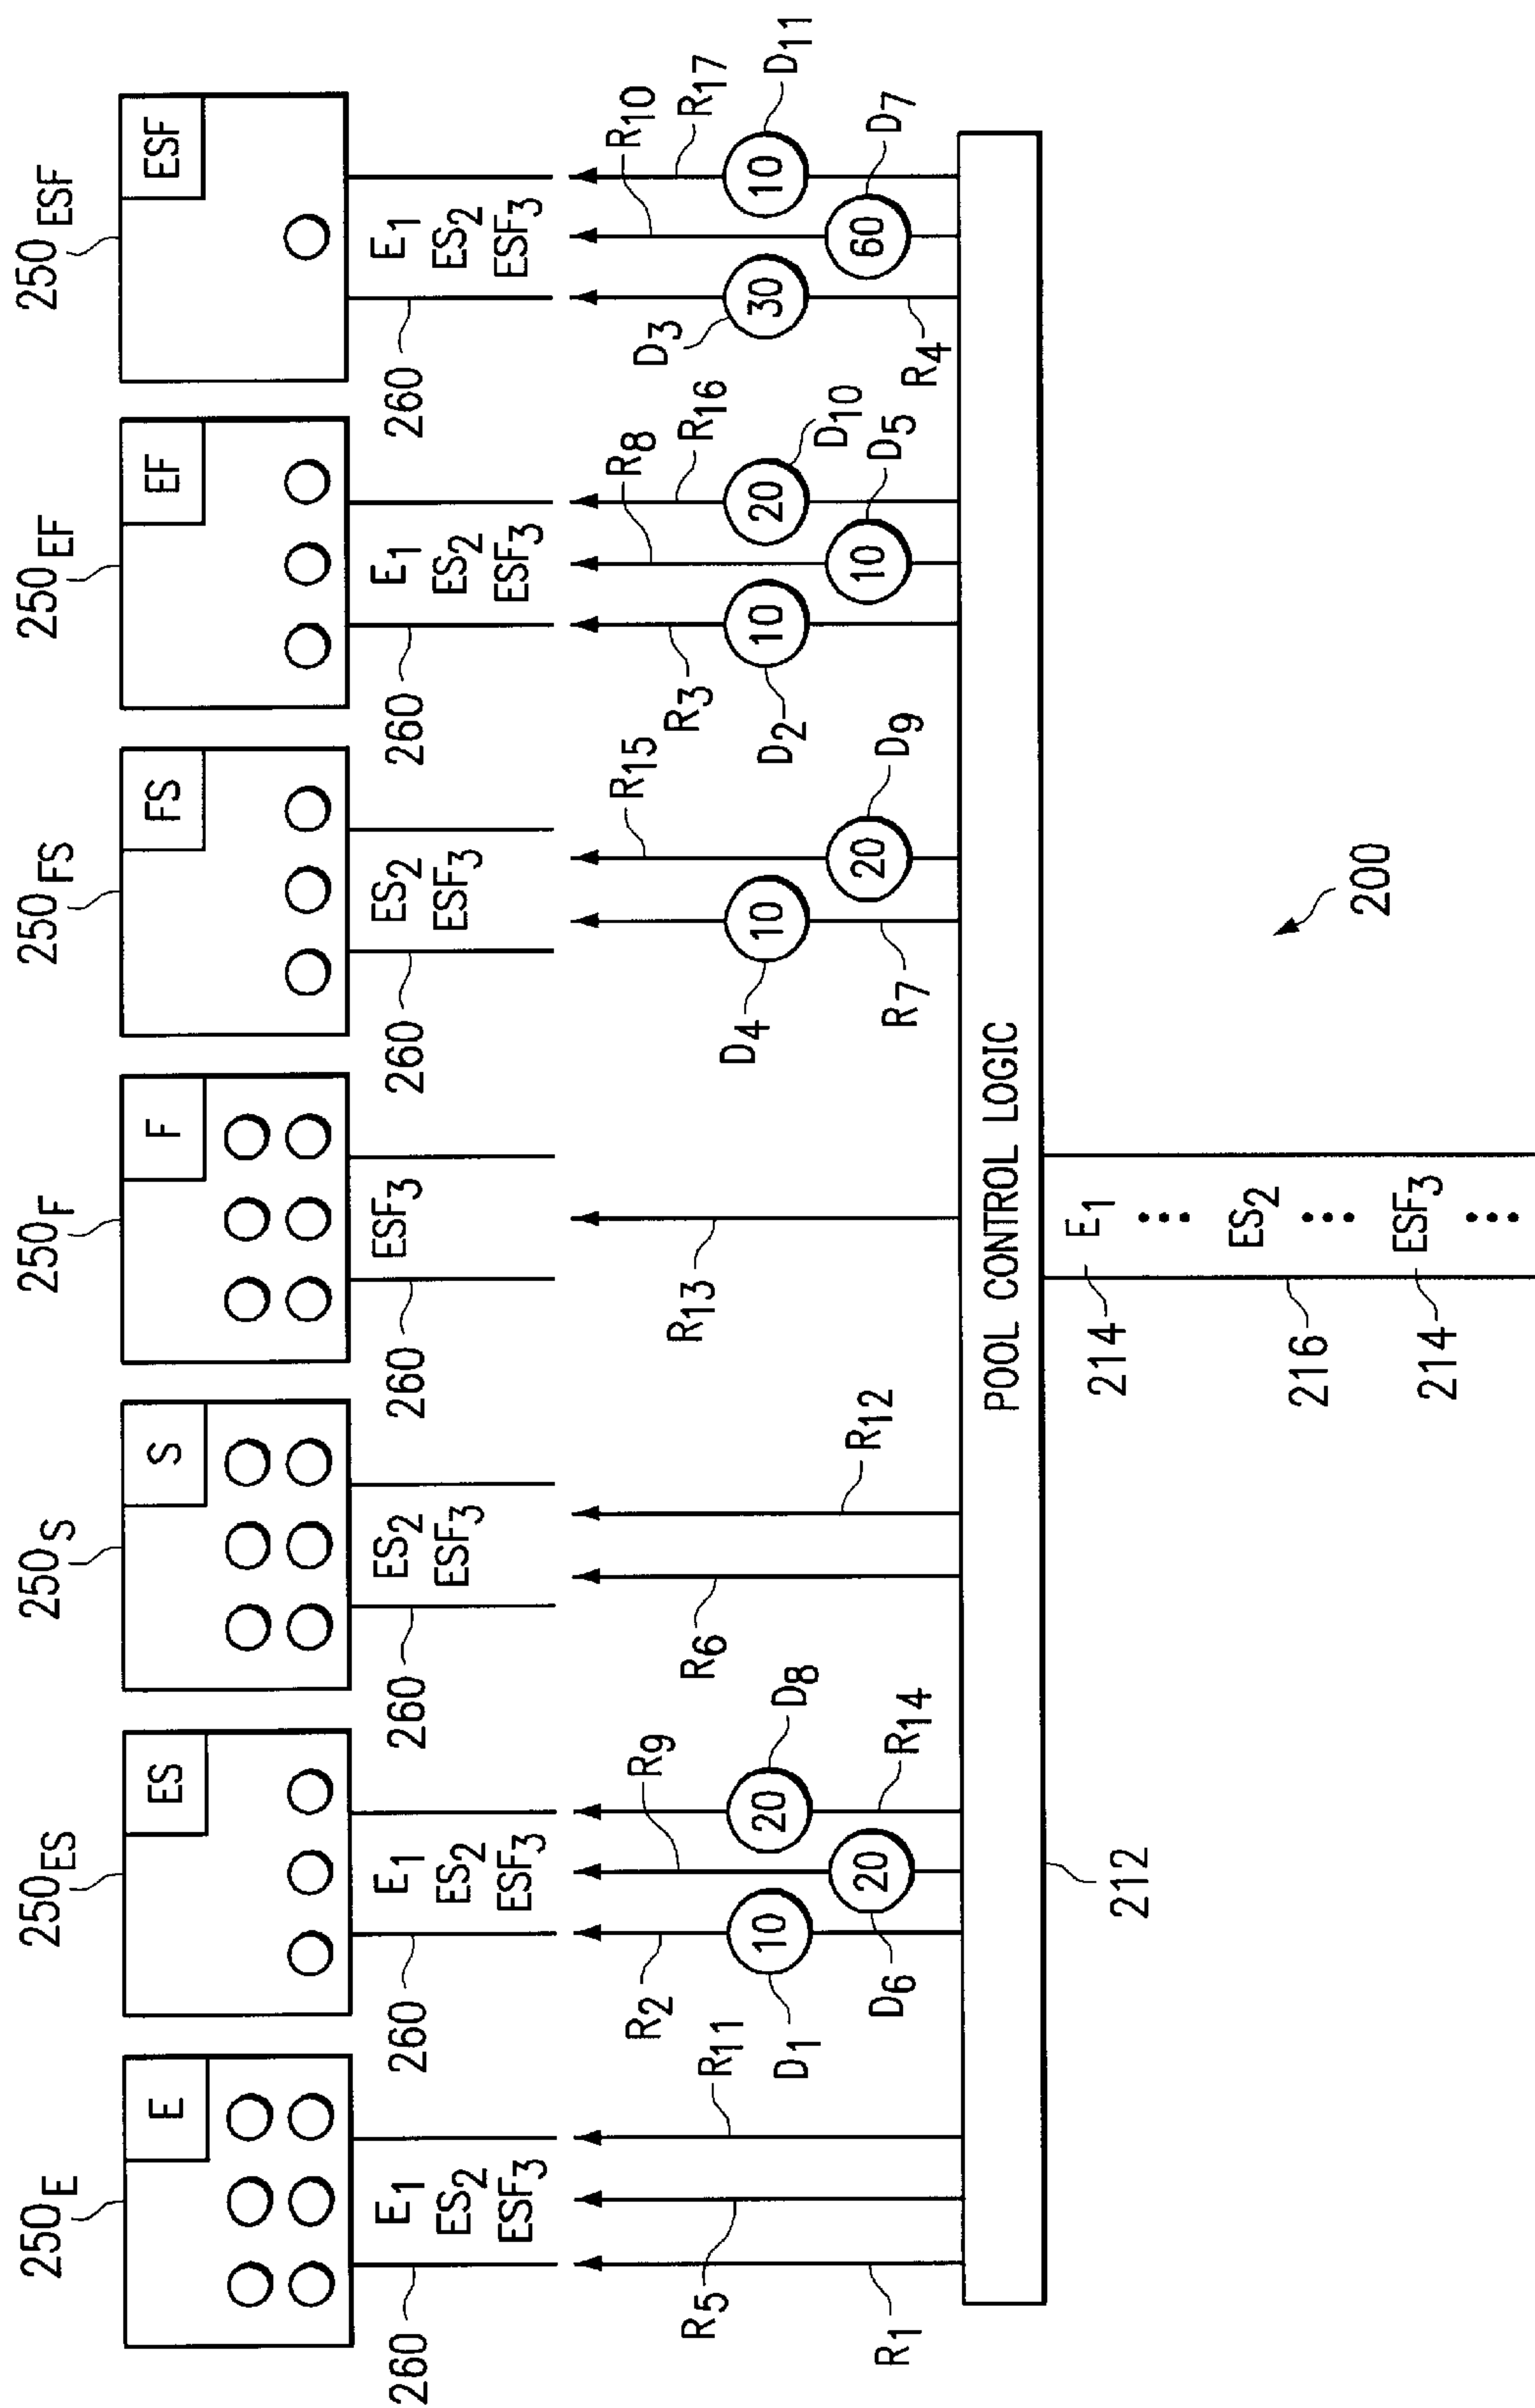 250E 250ES 250S 250F 250FS 250EF 250ESF
E ES S F FS EF ESF
E1 E1 ES2 ESF3 ES2 E1 E1
ES2 ES2 ESF3 ESF3 ES2 ES2
ESF3 ESF3 ESF3 ESF3
260 260 260 260 260 260 260
R5 R11 R2 R9 R6 R13 R15 R3 R8 R16 R10 R17
D1 10 20 D8 D4 10 D2 10 20 D10 D3 30 10 D11
R1 D6 20 R14 R12 R7 20 D9 10 D5 R4 60 D7
POOL CONTROL LOGIC
212
214 E1
216 ES2
214 ESF3
200